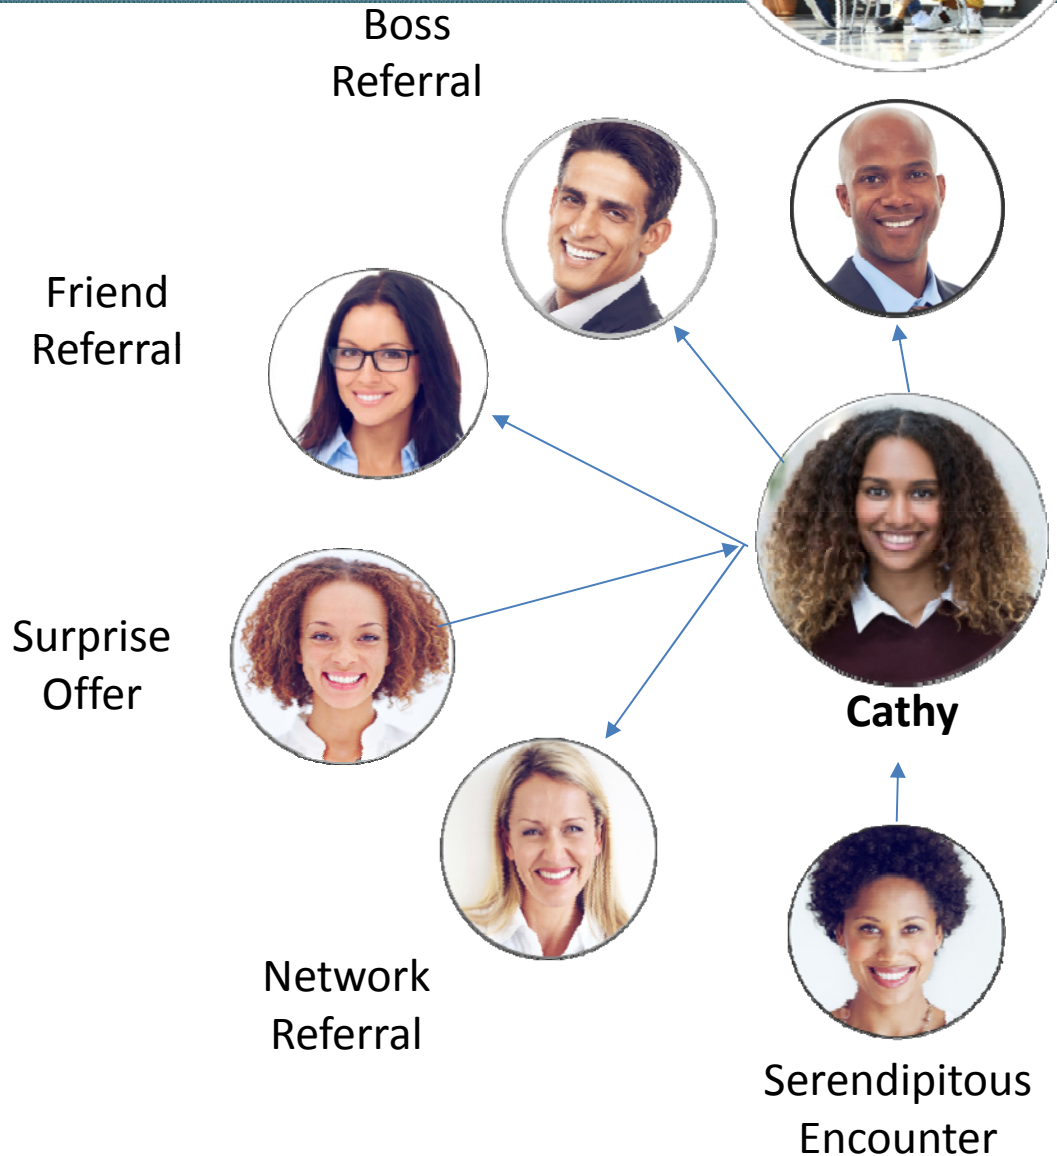 Boss
Referral
Friend
Referral
Surprise
Offer
Cathy
Network
Referral
Serendipitous
Encounter